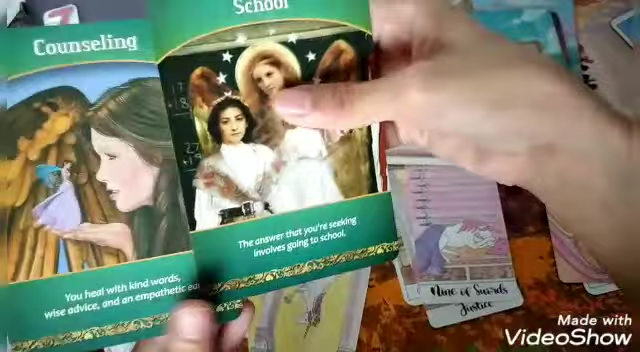 Counseling
You heal with kind words,
wise advice, and an empathetic
School
17
The answer that you're seeking
involves going to school.
Nine of Swords
Justice
Made with
VideoShow